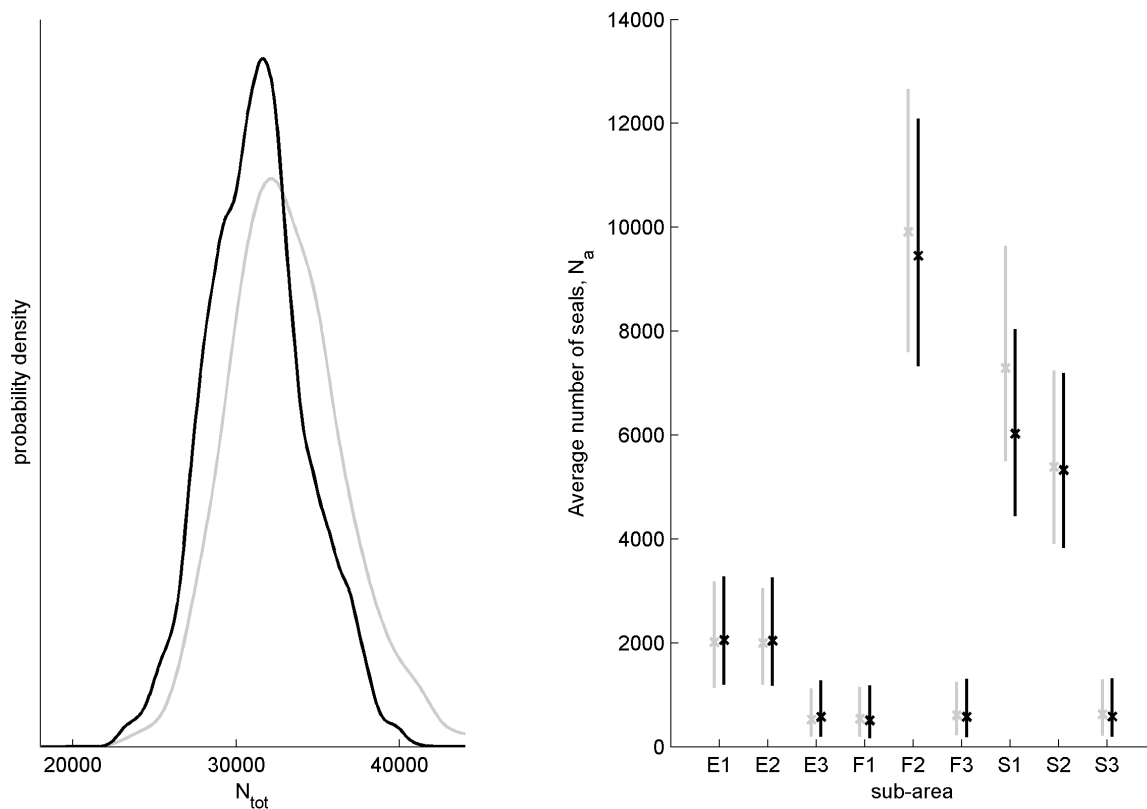 probability density
20000 30000 40000
N_tot
Average number of seals, N_a
14000
12000
10000
8000
6000
4000
2000
0
E1 E2 E3 F1 F2 F3 S1 S2 S3
sub-area